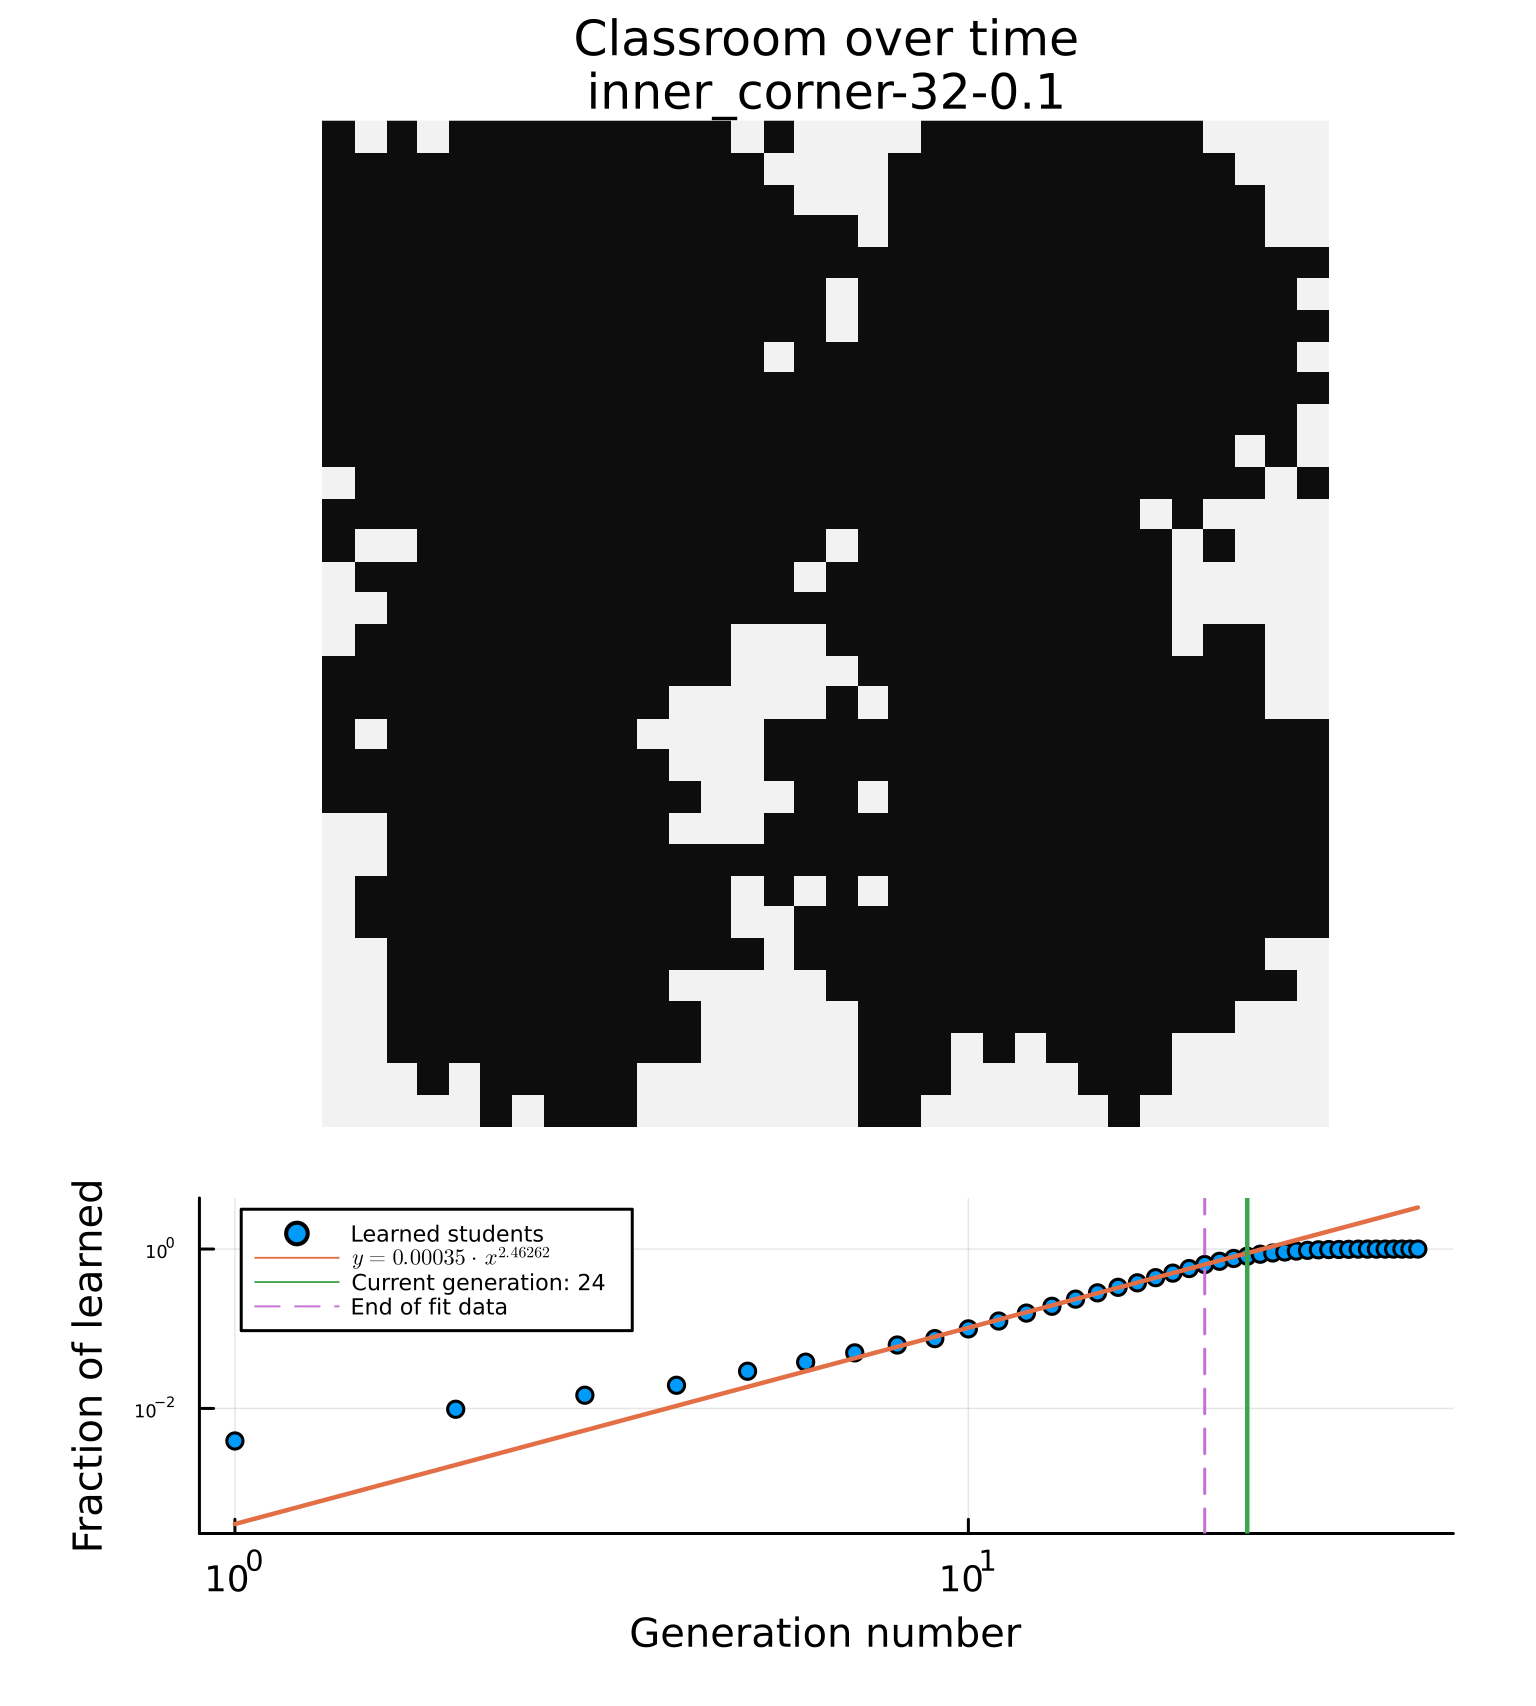 Classroom over time
inner_corner-32-0.1
Fraction of learned
10^0
10^-2
Learned students
y = 0.00035 · x^2.46262
Current generation: 24
End of fit data
10^0
10^1
Generation number